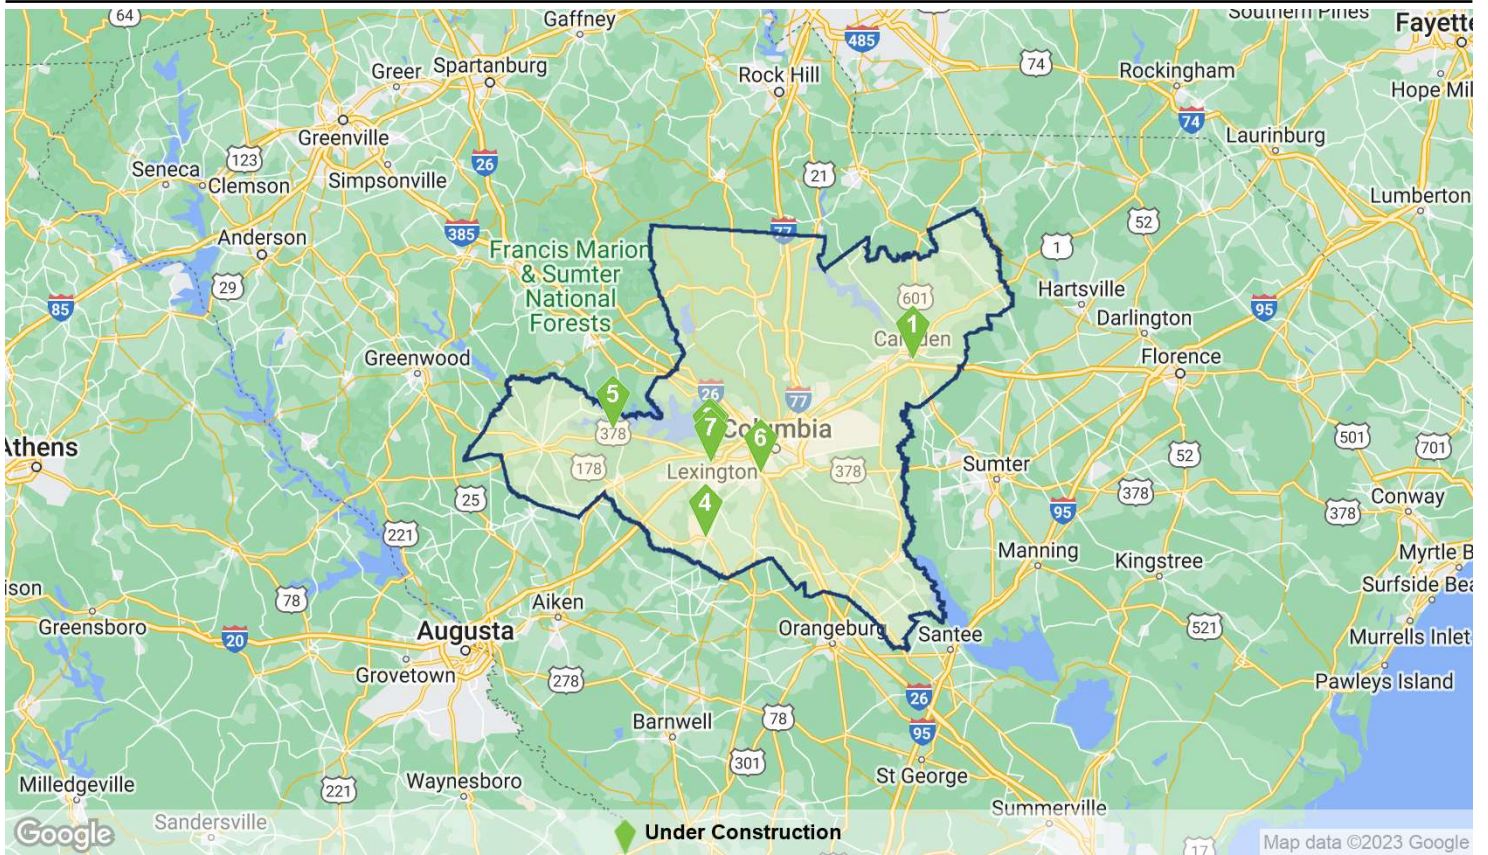 64
Gaffney
485
Southern Pines
Fayette
Greer
Spartanburg
Rock Hill
74
Rockingham
Hope Mil
Greenville
74
Laurinburg
123
26
Seneca
Clemson
Simpsonville
21
Lumberton
Anderson
385
77
52
1
Francis Marion
& Sumter
National
Forests
29
601
Hartsville
85
95
1
Darlington
Greenwood
Florence
5
26
77
378
7
Columbia
6
Athens
501
701
178
Lexington
378
Sumter
52
25
4
95
378
Conway
378
221
Manning
Kingstree
Myrtle B
ison
78
Aiken
Surfside Bea
Greensboro
20
Augusta
Orangeburg
Santee
521
Murrells Inlet
Grovetown
278
26
Pawleys Island
Barnwell
78
95
301
Milledgeville
221
Waynesboro
St George
Summerville
Sandersville
Google
Under Construction
17
Map data ©2023 Google